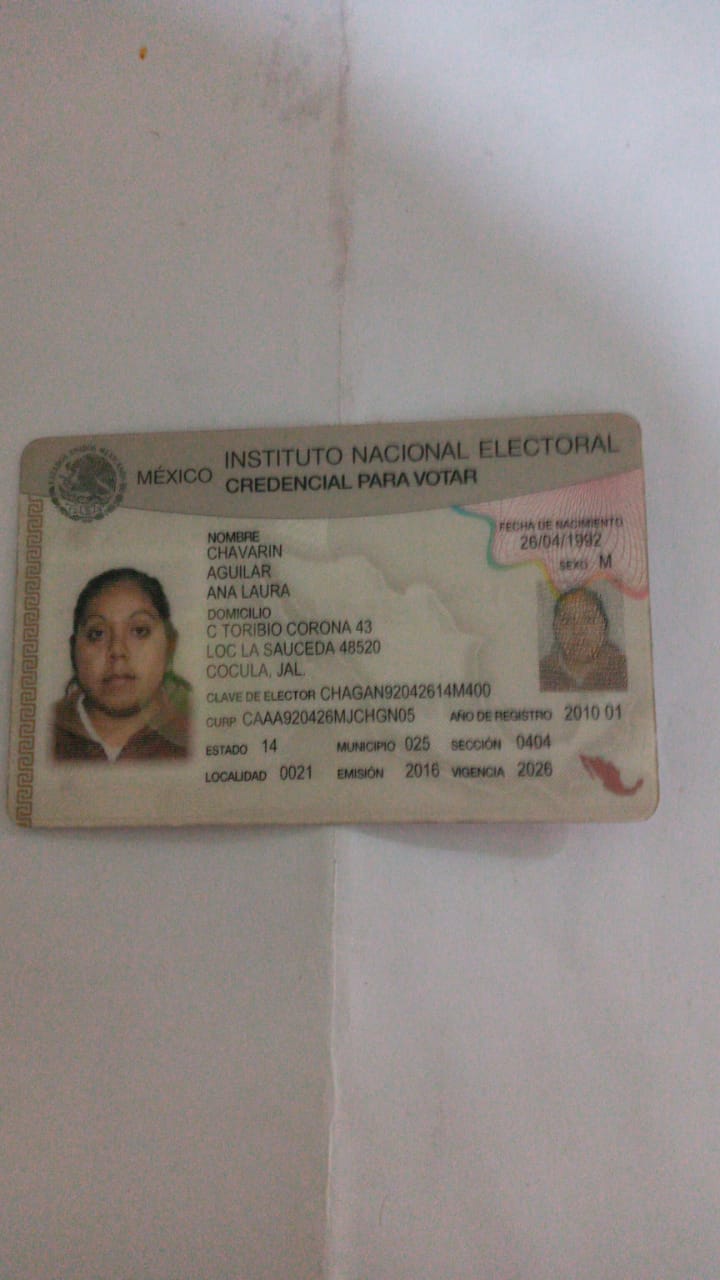 MÉXICO
INSTITUTO NACIONAL ELECTORAL
CREDENCIAL PARA VOTAR
NOMBRE
CHAVARIN
AGUILAR
ANA LAURA
FECHA DE NACIMIENTO
26/04/1992
SEXO M
DOMICILIO
C TORIBIO CORONA 43
LOC LA SAUCEDA 48520
COCULA, JAL.
CLAVE DE ELECTOR CHAGAN92042614M400
CURP CAAA920426MJCHGN05 AÑO DE REGISTRO 2010 01
ESTADO 14 MUNICIPIO 025 SECCIÓN 0404
LOCALIDAD 0021 EMISIÓN 2016 VIGENCIA 2026